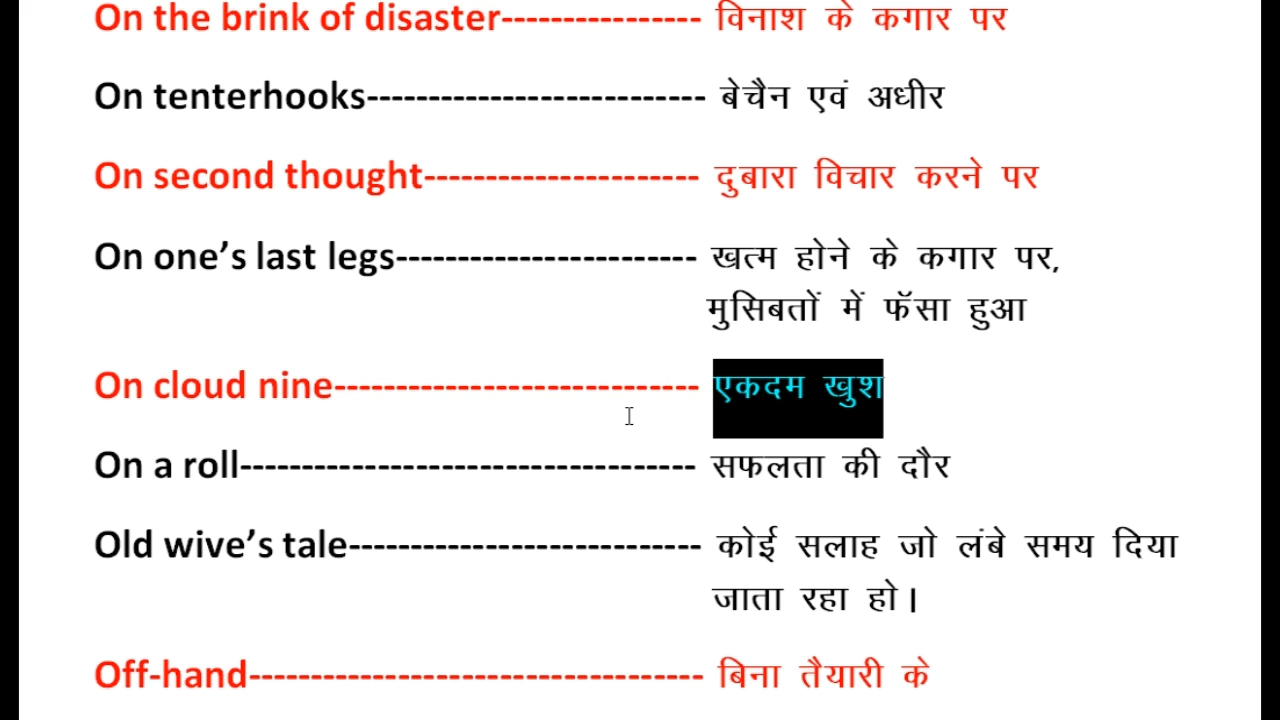 On the brink of disaster---------------- विनाश के कगार पर
On tenterhooks--------------------------- बेचैन एवं अधीर
On second thought---------------------- दुबारा विचार करने पर
On one’s last legs------------------------ खत्म होने के कगार पर,
मुसिबतों में फॅसा हुआ
On cloud nine----------------------------- एकदम खुश
On a roll------------------------------------ सफलता की दौर
Old wive’s tale---------------------------- कोई सलाह जो लंबे समय दिया
जाता रहा हो।
Off-hand------------------------------------ बिना तैयारी के